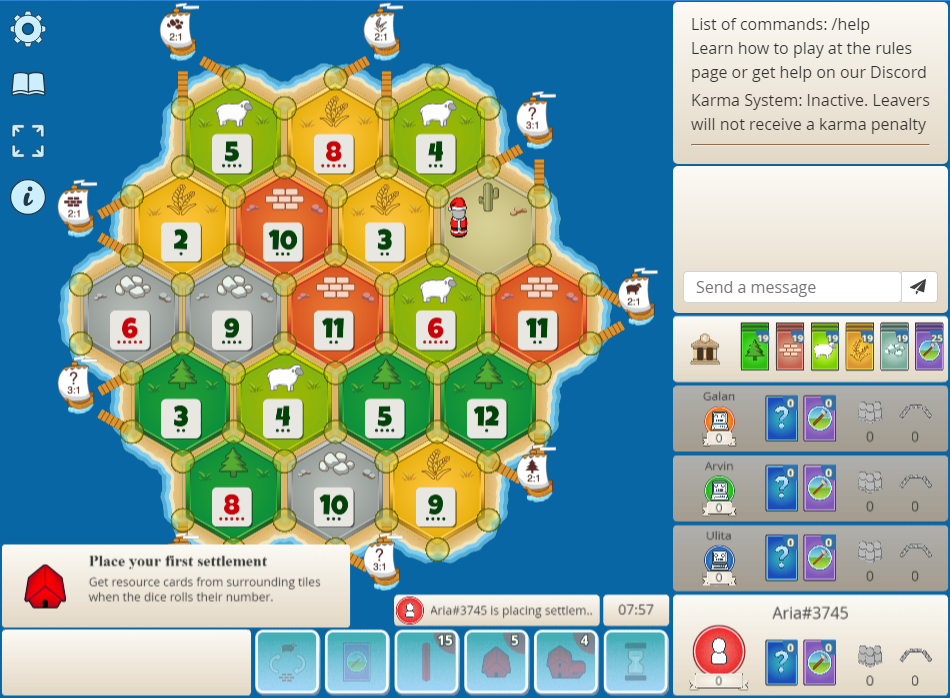 List of commands: /help
Learn how to play at the rules
page or get help on our Discord
Karma System: Inactive. Leavers
will not receive a karma penalty
2:1
2:1
? 3:1
2:1
2:1
? 3:1
2:1
? 3:1
5
8
4
2
10
3
6
9
11
6
11
3
4
5
12
8
10
9
Send a message
19 19 19 19 19 25
Galan
0 ? 0 0 0 0
Arvin
0 ? 0 0 0 0
Ulita
0 ? 0 0 0 0
Place your first settlement
Get resource cards from surrounding tiles
when the dice rolls their number.
Aria#3745 is placing settlem..
07:57
15 5 4
Aria#3745
0 ? 0 0 0 0
i